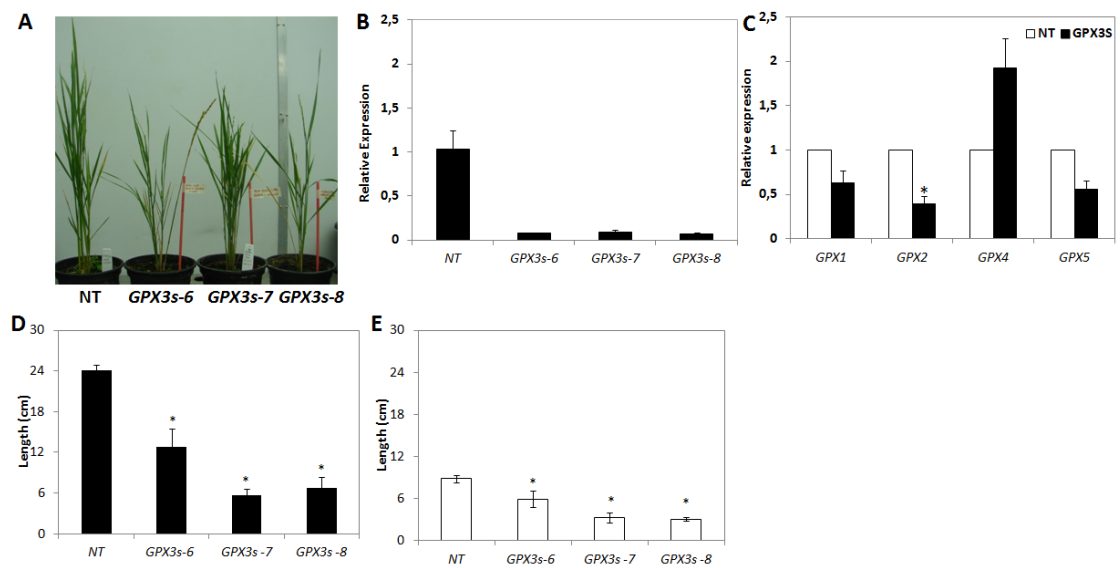 A
NT GPX3s-6 GPX3s-7 GPX3s-8
B
Relative Expression
2,5
2
1,5
1
0,5
0
NT GPX3s-6 GPX3s-7 GPX3s-8
C
Relative expression
2,5
2
1,5
1
0,5
0
NT GPX3S
*
GPX1 GPX2 GPX4 GPX5
D
Length (cm)
30
24
18
12
6
0
* * *
NT GPX3s-6 GPX3s -7 GPX3s -8
E
Length (cm)
30
24
18
12
6
0
* * *
NT GPX3s-6 GPX3s -7 GPX3s -8